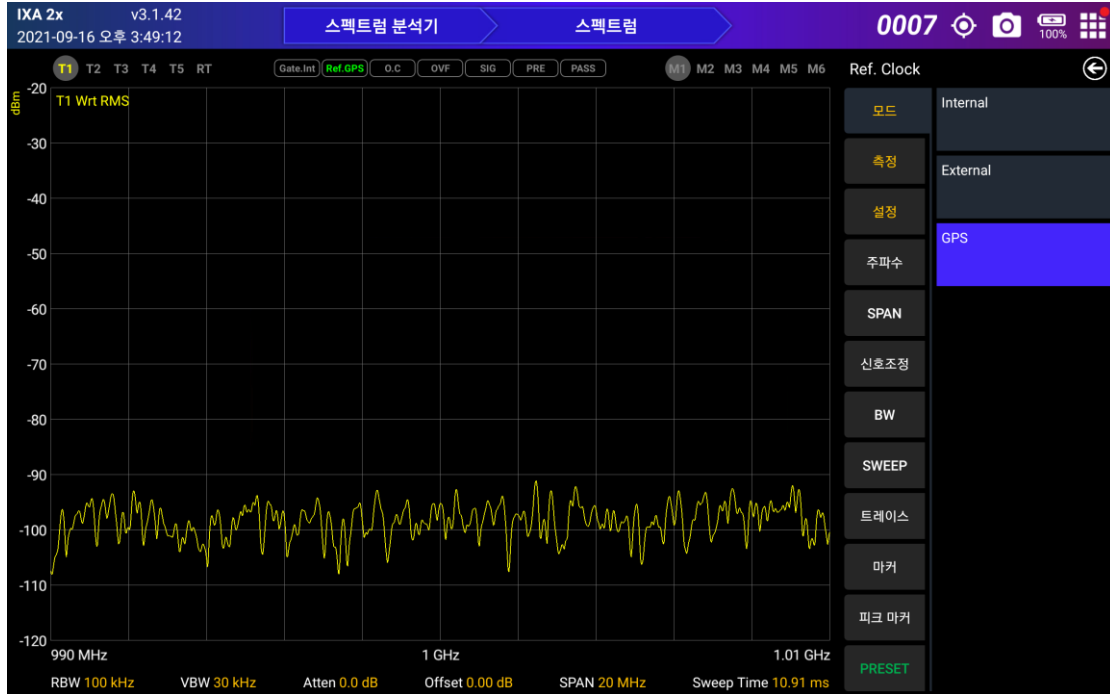 IXA 2x v3.1.42
2021-09-16 오후 3:49:12
스펙트럼 분석기 스펙트럼
0007
100%
T1 T2 T3 T4 T5 RT
Gate.Int Ref.GPS O.C OVF SIG PRE PASS
M1 M2 M3 M4 M5 M6
Ref. Clock
dBm
T1 Wrt RMS
-20
-30
-40
-50
-60
-70
-80
-90
-100
-110
-120
990 MHz 1 GHz 1.01 GHz
RBW 100 kHz VBW 30 kHz Atten 0.0 dB Offset 0.00 dB SPAN 20 MHz Sweep Time 10.91 ms
모드
측정
설정
주파수
SPAN
신호조정
BW
SWEEP
트레이스
마커
피크 마커
PRESET
Internal
External
GPS